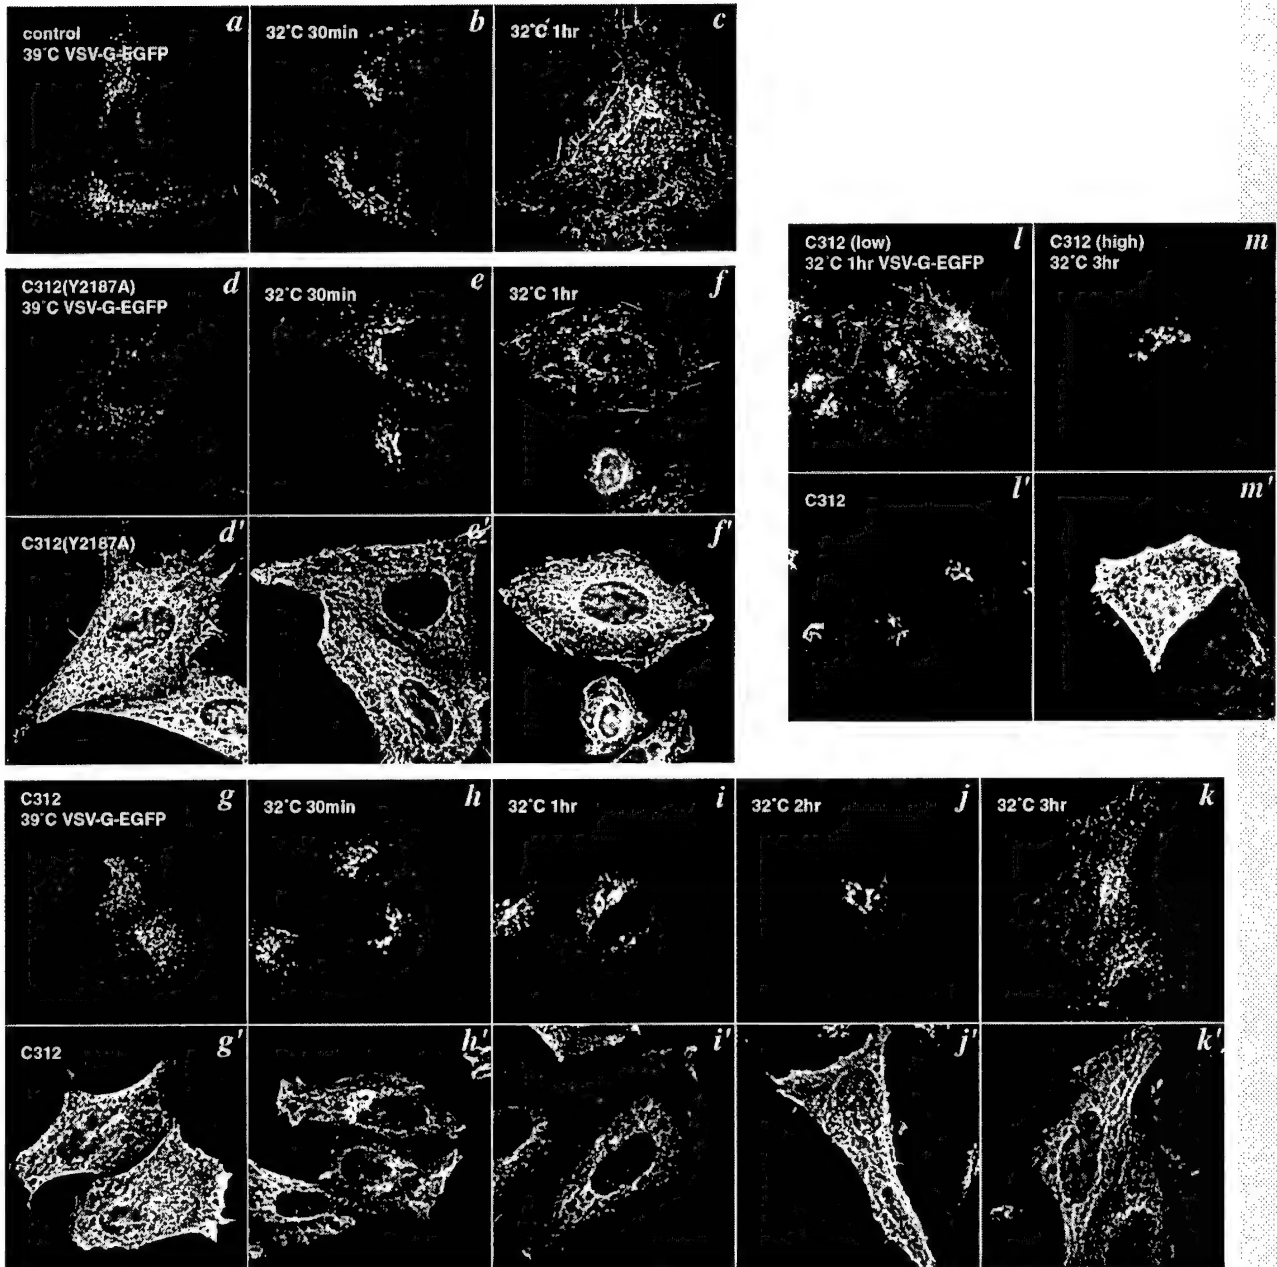 control
39°C VSV-G-EGFP
a
32°C 30min
b
32°C 1hr
c
C312(Y2187A)
39°C VSV-G-EGFP
d
32°C 30min
e
32°C 1hr
f
C312(Y2187A)
d'
e'
f'
C312 (low)
32°C 1hr VSV-G-EGFP
l
C312 (high)
32°C 3hr
m
C312
l'
m'
C312
39°C VSV-G-EGFP
g
32°C 30min
h
32°C 1hr
i
32°C 2hr
j
32°C 3hr
k
C312
g'
h'
i'
j'
k'